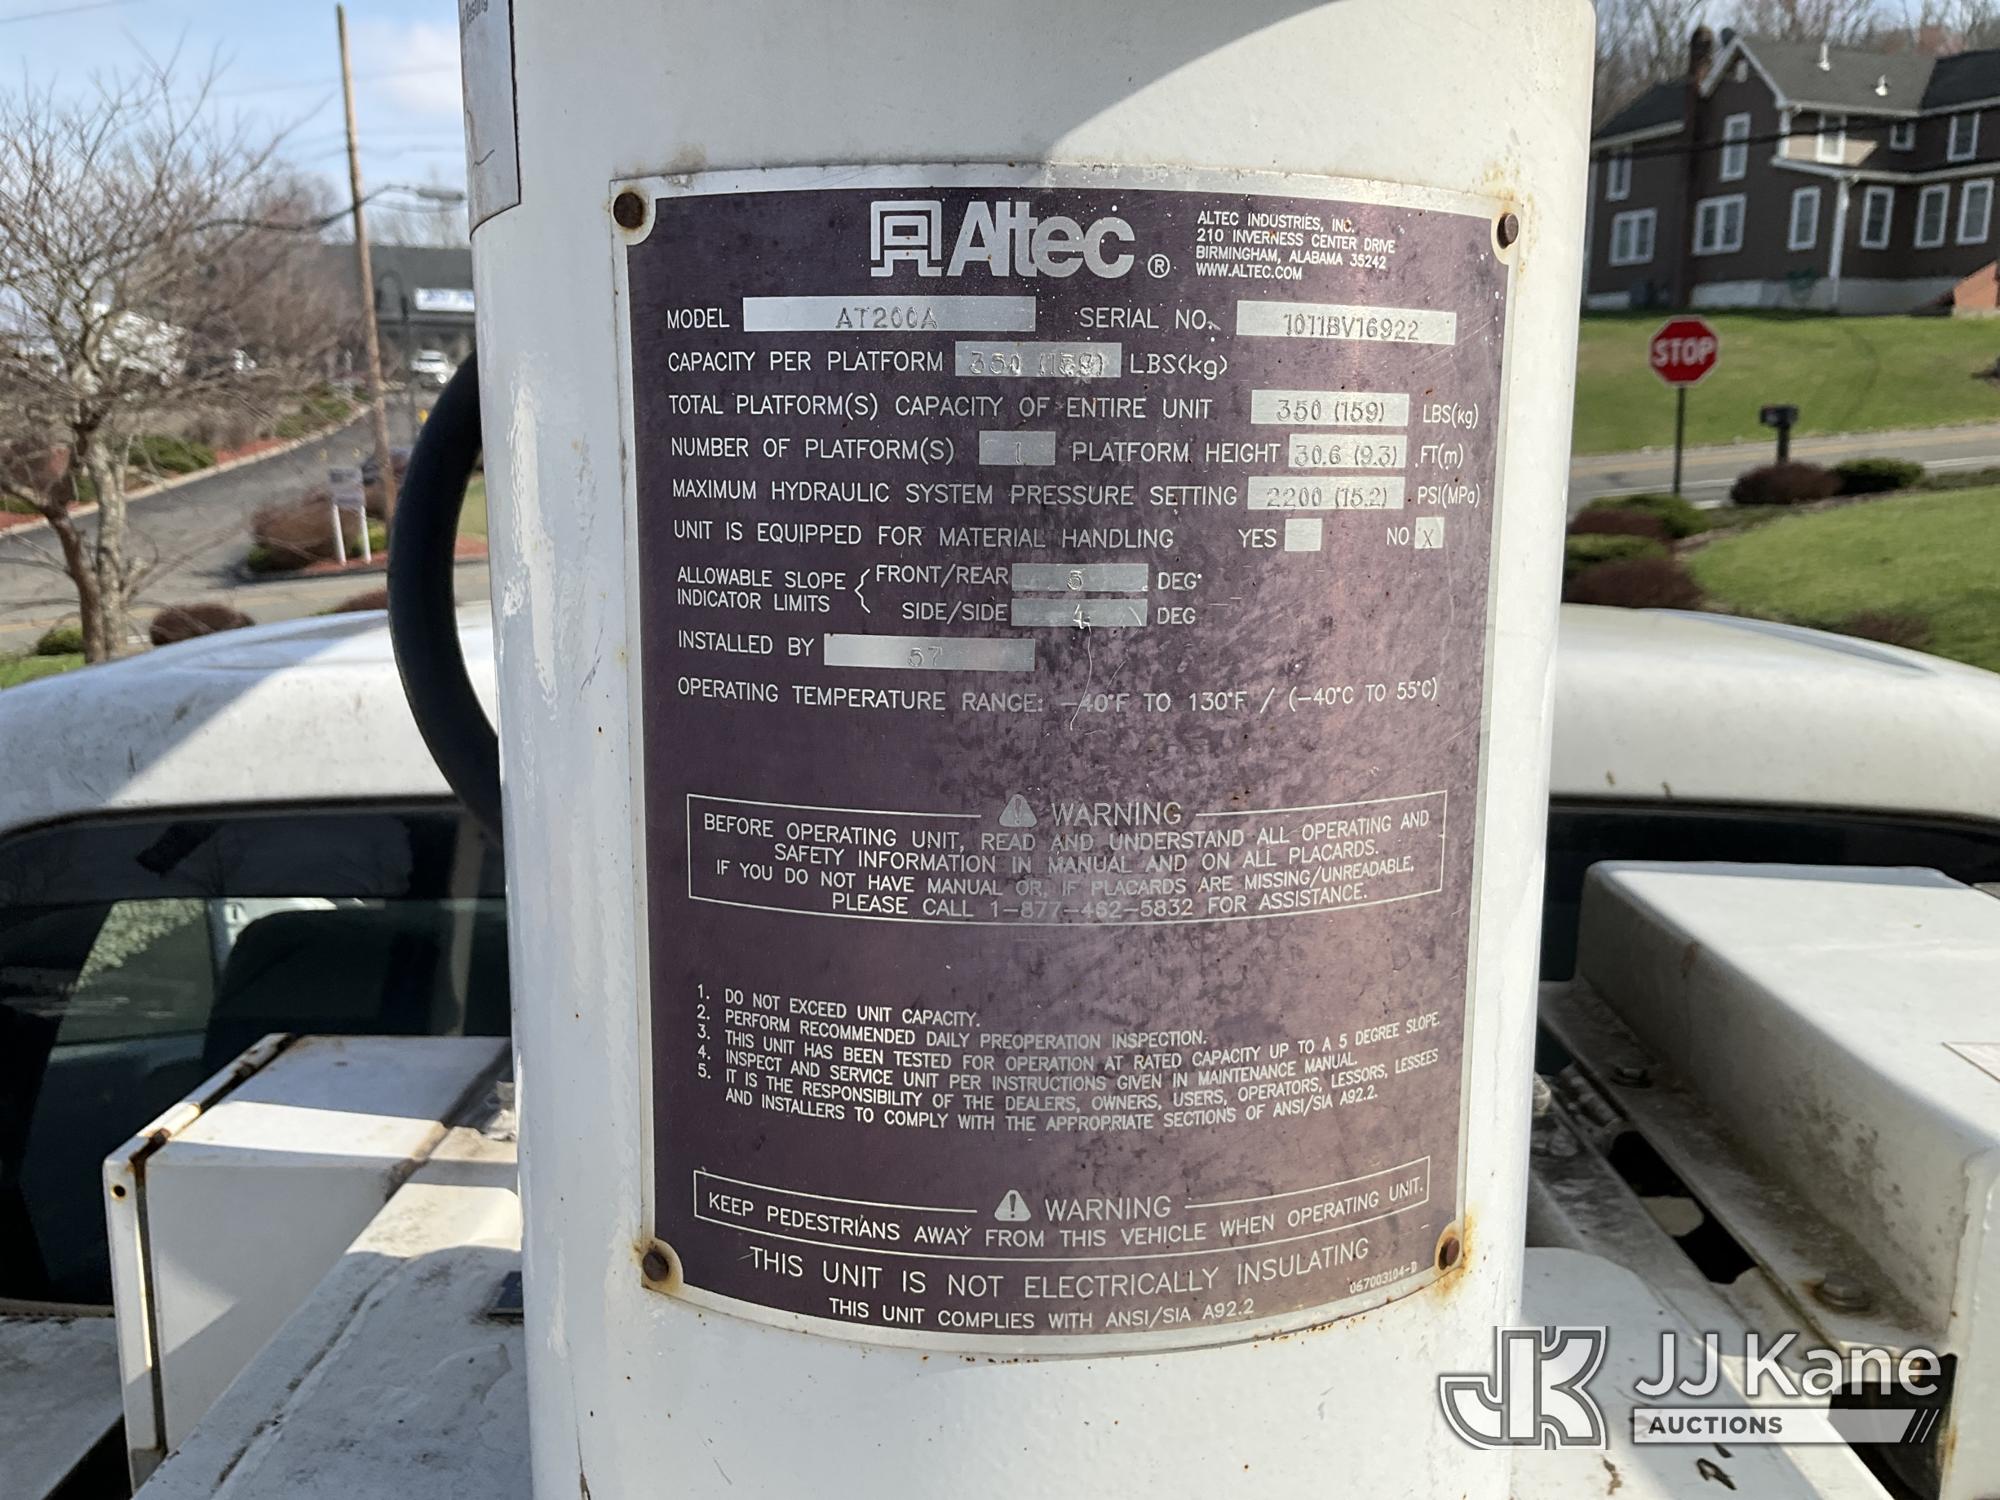 Testing
Altec ®
ALTEC INDUSTRIES, INC.
210 INVERNESS CENTER DRIVE
BIRMINGHAM, ALABAMA 35242
WWW.ALTEC.COM
MODEL AT200A SERIAL NO. 1011BV16922
CAPACITY PER PLATFORM 350 (159) LBS(kg)
TOTAL PLATFORM(S) CAPACITY OF ENTIRE UNIT 350 (159) LBS(kg)
NUMBER OF PLATFORM(S) 1 PLATFORM HEIGHT 30.6 (9.3) FT(m)
MAXIMUM HYDRAULIC SYSTEM PRESSURE SETTING 2200 (15.2) PSI(MPa)
UNIT IS EQUIPPED FOR MATERIAL HANDLING YES NO X
ALLOWABLE SLOPE INDICATOR LIMITS
FRONT/REAR DEG
SIDE/SIDE 4 DEG
INSTALLED BY 57
OPERATING TEMPERATURE RANGE: -40°F TO 130°F / (-40°C TO 55°C)
WARNING
BEFORE OPERATING UNIT, READ AND UNDERSTAND ALL OPERATING AND
SAFETY INFORMATION IN MANUAL AND ON ALL PLACARDS.
IF YOU DO NOT HAVE MANUAL OR, IF PLACARDS ARE MISSING/UNREADABLE,
PLEASE CALL 1-877-462-5832 FOR ASSISTANCE.
1. DO NOT EXCEED UNIT CAPACITY.
2. PERFORM RECOMMENDED DAILY PREOPERATION INSPECTION.
3. THIS UNIT HAS BEEN TESTED FOR OPERATION AT RATED CAPACITY UP TO A 5 DEGREE SLOPE.
4. INSPECT AND SERVICE UNIT PER INSTRUCTIONS GIVEN IN MAINTENANCE MANUAL.
5. IT IS THE RESPONSIBILITY OF THE DEALERS, OWNERS, USERS, OPERATORS, LESSORS, LESSEES
AND INSTALLERS TO COMPLY WITH THE APPROPRIATE SECTIONS OF ANSI/SIA A92.2.
WARNING
KEEP PEDESTRIANS AWAY FROM THIS VEHICLE WHEN OPERATING UNIT.
THIS UNIT IS NOT ELECTRICALLY INSULATING
067003104-D
THIS UNIT COMPLIES WITH ANSI/SIA A92.2
STOP
JK JJ Kane
AUCTIONS